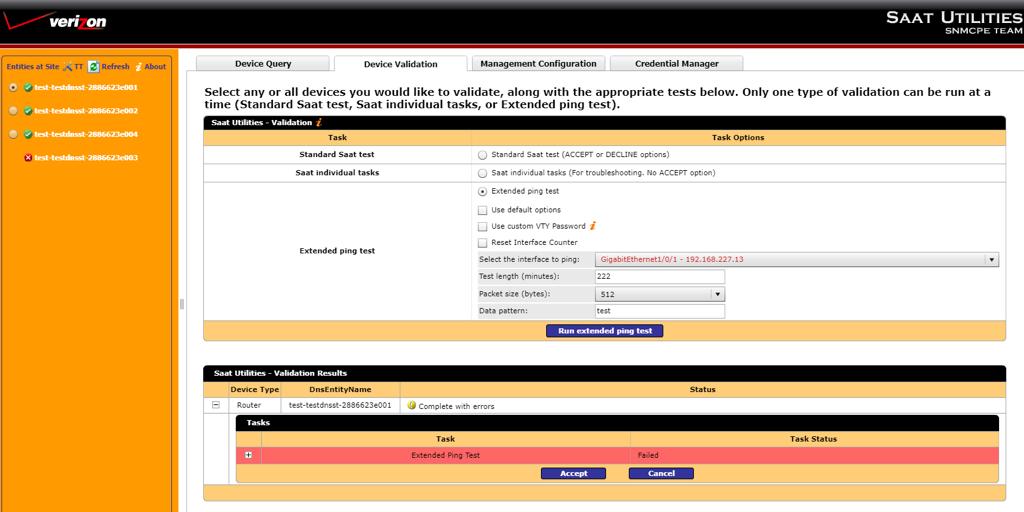 verizon
SAAT UTILITIES
SNMCPE TEAM
Entities at Site TT Refresh About
test-testdnsst-2886623e001
test-testdnsst-2886623e002
test-testdnsst-2886623e004
test-testdnsst-2886623e003
Device Query Device Validation Management Configuration Credential Manager
Select any or all devices you would like to validate, along with the appropriate tests below. Only one type of validation can be run at a
time (Standard Saat test, Saat individual tasks, or Extended ping test).
Saat Utilities - Validation i
Task Task Options
Standard Saat test Standard Saat test (ACCEPT or DECLINE options)
Saat individual tasks Saat individual tasks (For troubleshooting. No ACCEPT option)
Extended ping test
Use default options
Use custom VTY Password i
Reset Interface Counter
Extended ping test
Select the interface to ping: GigabitEthernet1/0/1 - 192.168.227.13
Test length (minutes): 222
Packet size (bytes): 512
Data pattern: test
Run extended ping test
Saat Utilities - Validation Results
Device Type DnsEntityName Status
Router test-testdnsst-2886623e001 Complete with errors
Tasks
Task Task Status
Extended Ping Test Failed
Accept Cancel